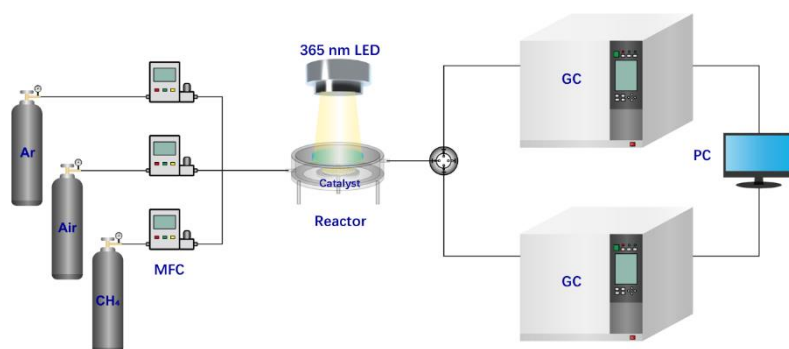 365 nm LED
Ar
Air
CH₄
MFC
Catalyst
Reactor
GC
GC
PC